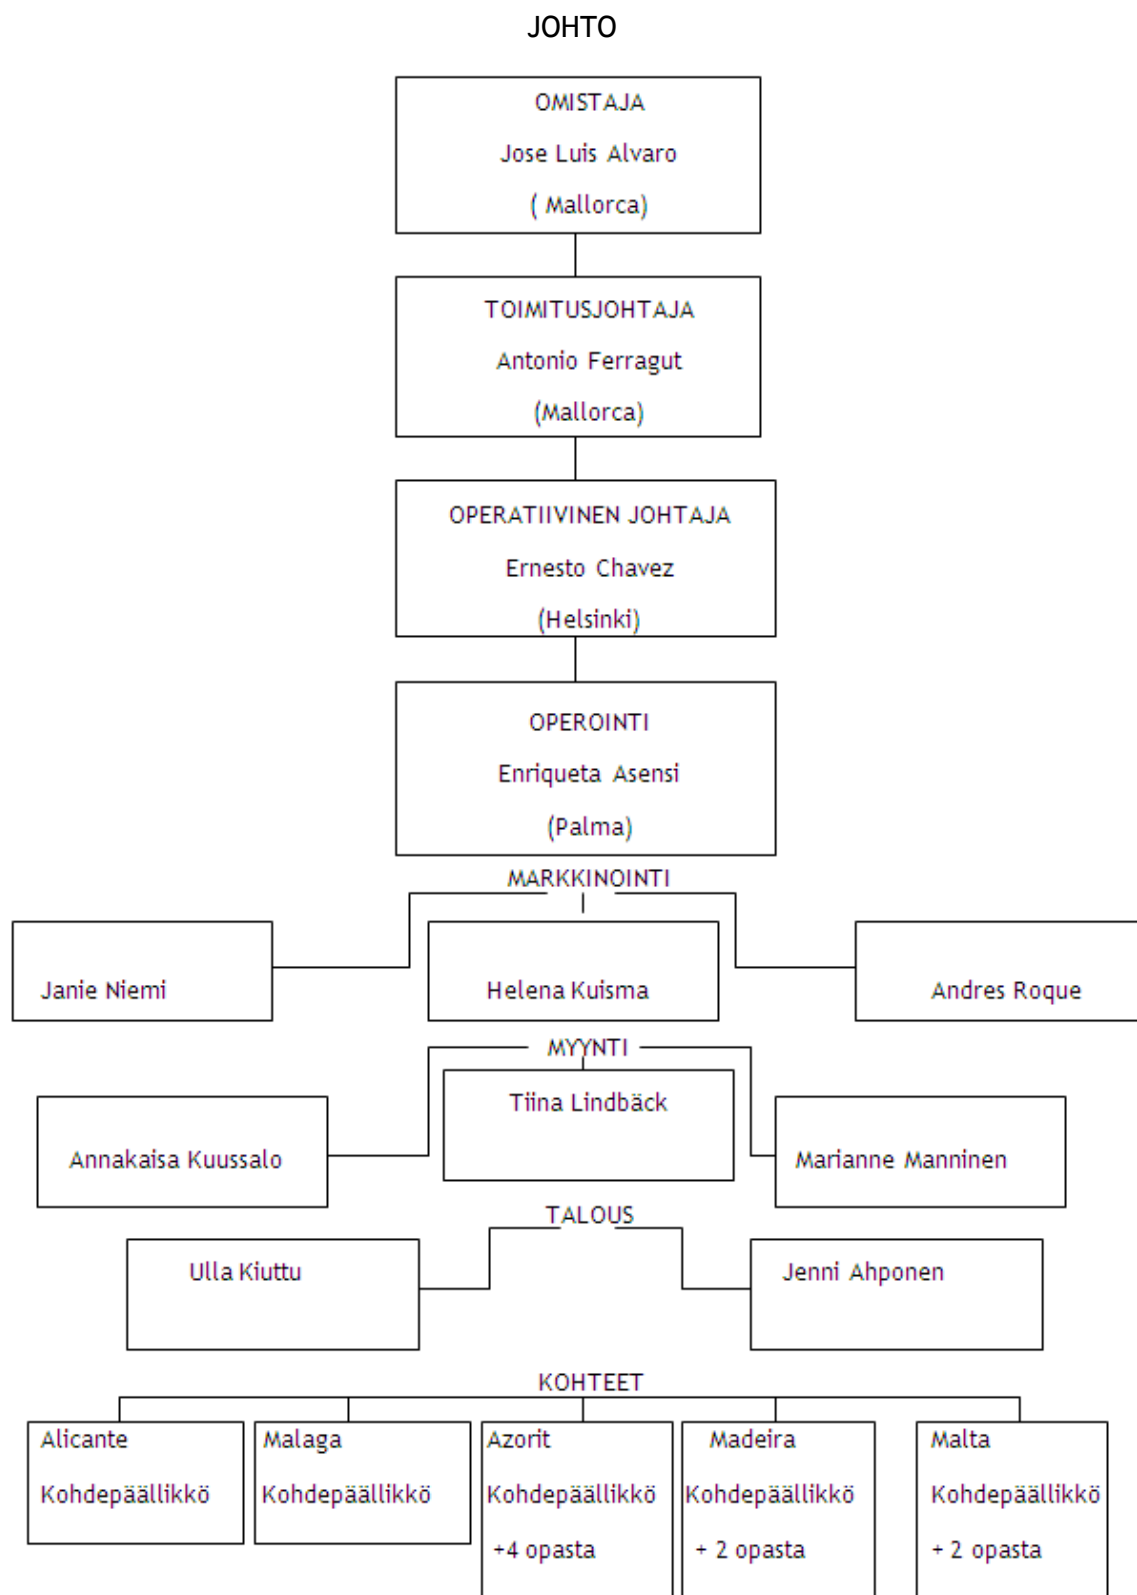 JOHTO
OMISTAJA
Jose Luis Alvaro
( Mallorca)
TOIMITUSJOHTAJA
Antonio Ferragut
(Mallorca)
OPERATIIVINEN JOHTAJA
Ernesto Chavez
(Helsinki)
OPEROINTI
Enriqueta Asensi
(Palma)
MARKKINOINTI
Janie Niemi
Helena Kuisma
Andres Roque
MYYNTI
Tiina Lindbäck
Annakaisa Kuussalo
Marianne Manninen
TALOUS
Ulla Kiuttu
Jenni Ahponen
KOHTEET
Alicante
Kohdepäällikkö
Malaga
Kohdepäällikkö
Azorit
Kohdepäällikkö
+4 opasta
Madeira
Kohdepäällikkö
+ 2 opasta
Malta
Kohdepäällikkö
+ 2 opasta